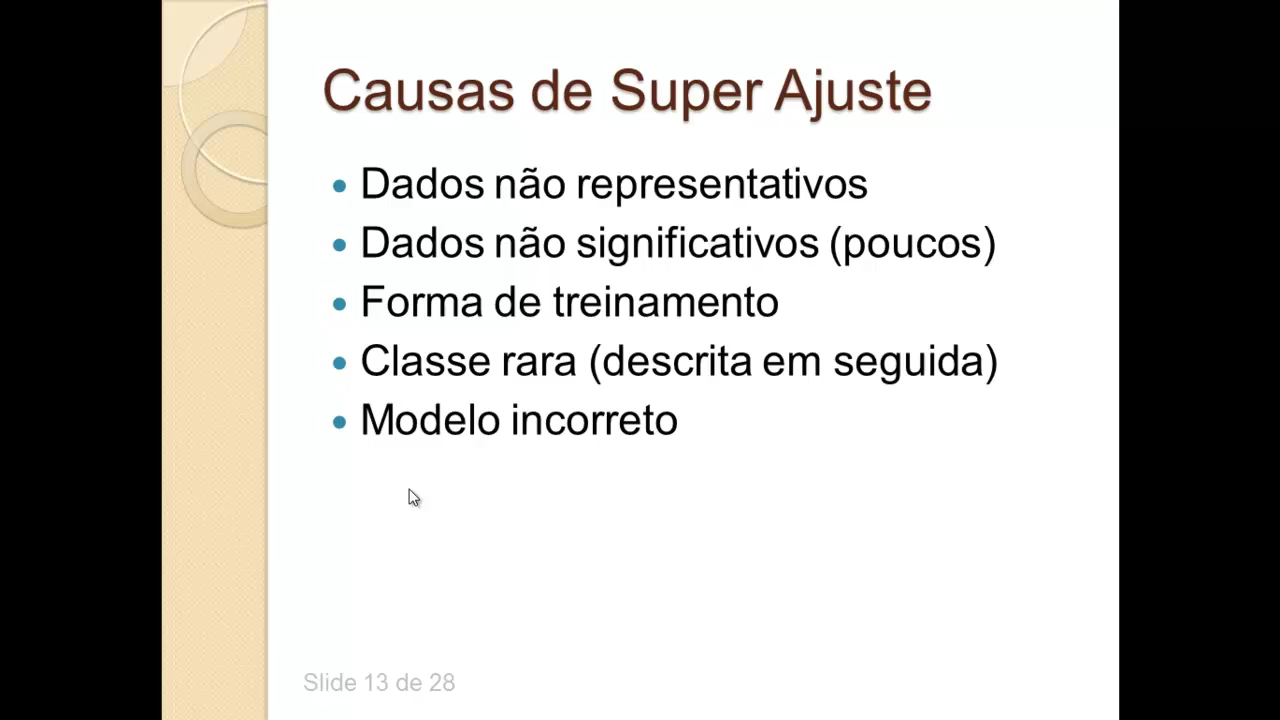 Causas de Super Ajuste
Dados não representativos
Dados não significativos (poucos)
Forma de treinamento
Classe rara (descrita em seguida)
Modelo incorreto
Slide 13 de 28